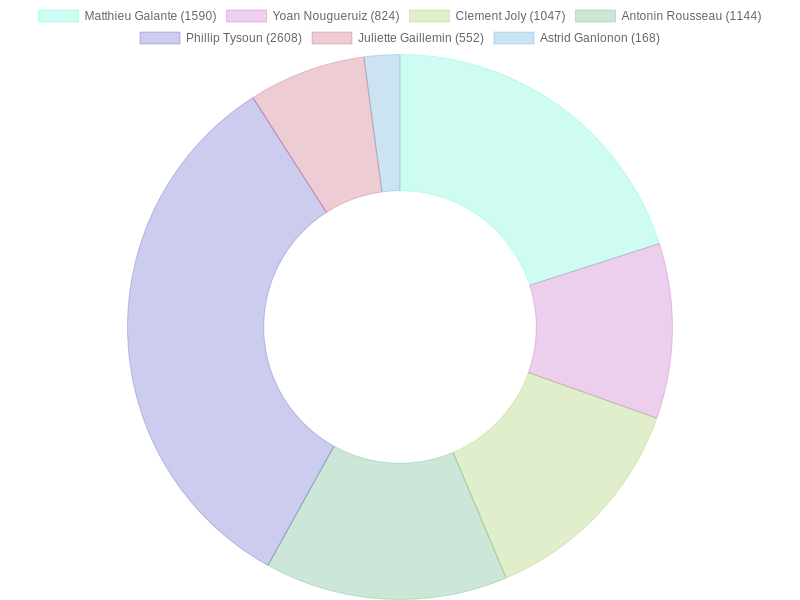 Matthieu Galante (1590) Yoan Nougueruiz (824) Clement Joly (1047) Antonin Rousseau (1144)
Phillip Tysoun (2608) Juliette Gaillemin (552) Astrid Ganlonon (168)